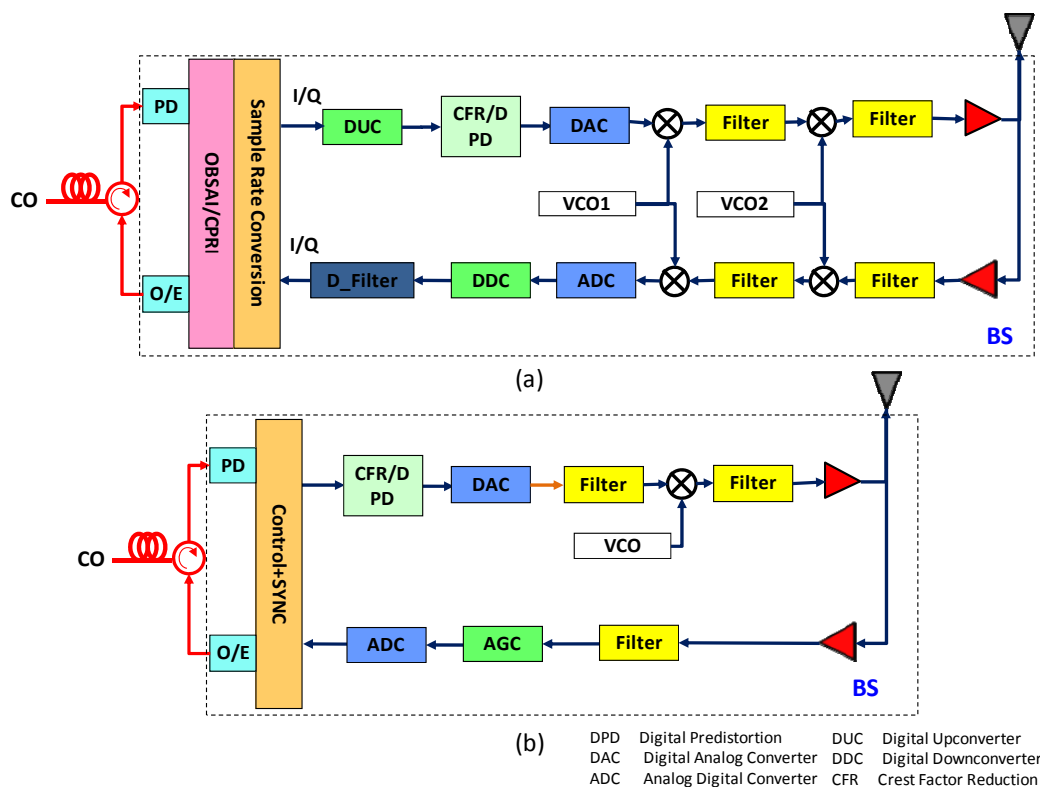 PD
I/Q
DUC
CFR/D
PD
DAC
Filter
Filter
CO
OBSAI/CPRI
Sample Rate Conversion
VCO1
VCO2
I/Q
O/E
D_Filter
DDC
ADC
Filter
Filter
BS
(a)
PD
CFR/D
PD
DAC
Filter
Filter
CO
Control+SYNC
VCO
O/E
ADC
AGC
Filter
BS
(b)
DPD Digital Predistortion DUC Digital Upconverter
DAC Digital Analog Converter DDC Digital Downconverter
ADC Analog Digital Converter CFR Crest Factor Reduction